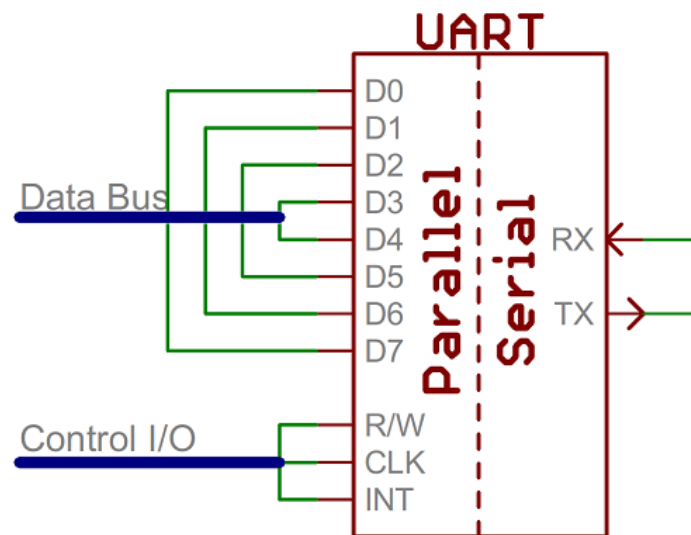 UART
D0
D1
D2
Data Bus
D3
D4
D5
D6
D7
Parallel
Serial
RX
TX
Control I/O
R/W
CLK
INT